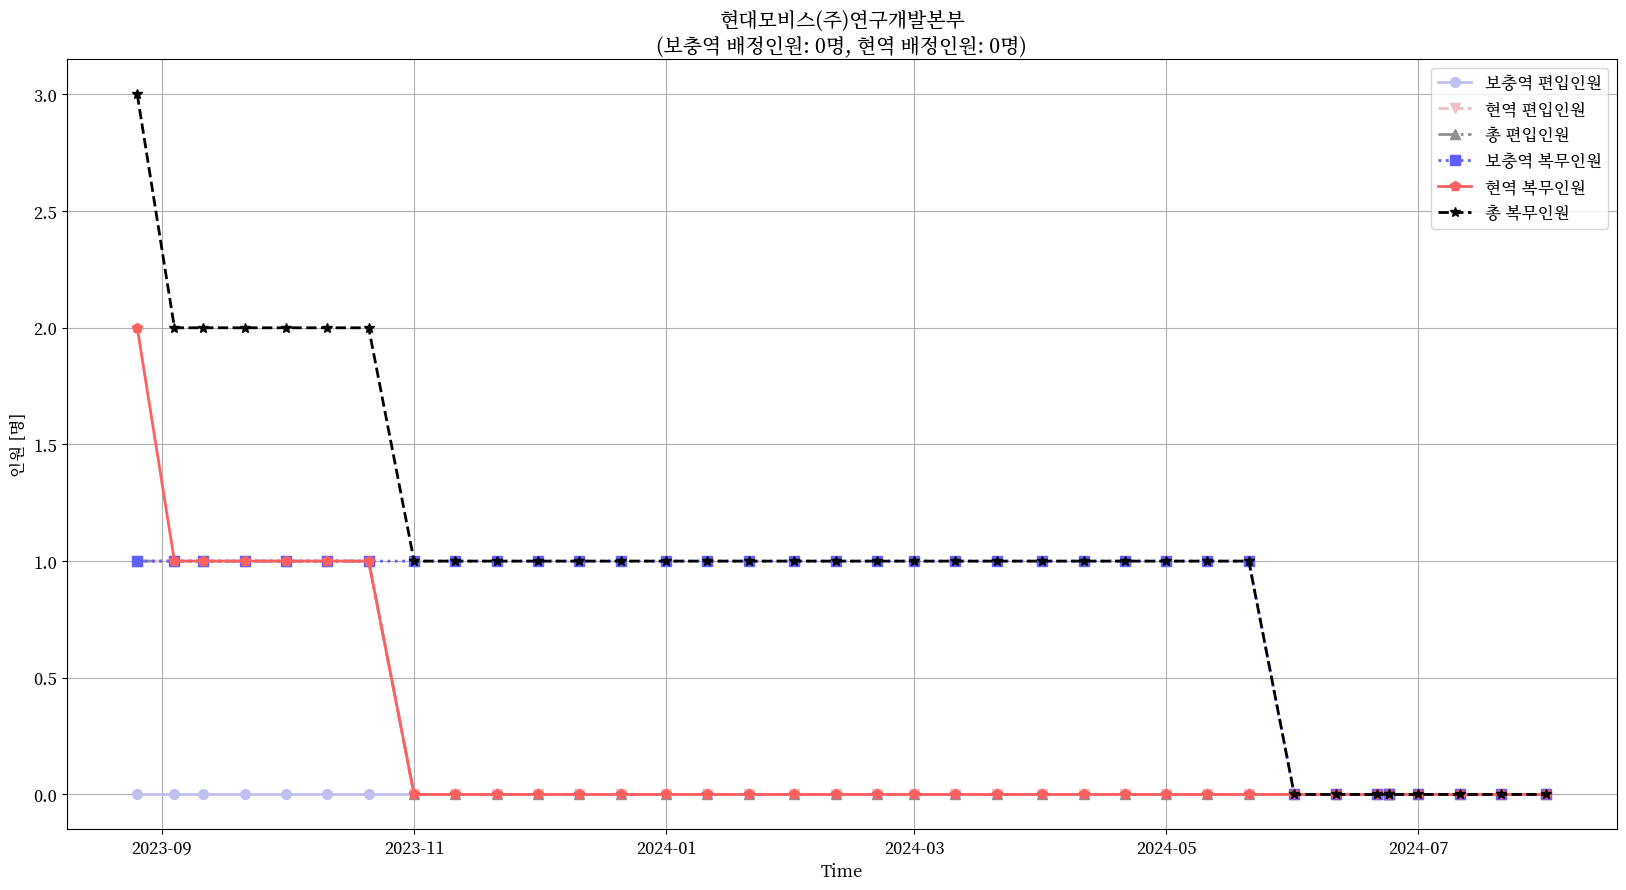 현대모비스(주)연구개발본부
(보충역 배정인원: 0명, 현역 배정인원: 0명)
보충역 편입인원
현역 편입인원
총 편입인원
보충역 복무인원
현역 복무인원
총 복무인원
인원 [명]
3.0
2.5
2.0
1.5
1.0
0.5
0.0
2023-09
2023-11
2024-01
2024-03
2024-05
2024-07
Time